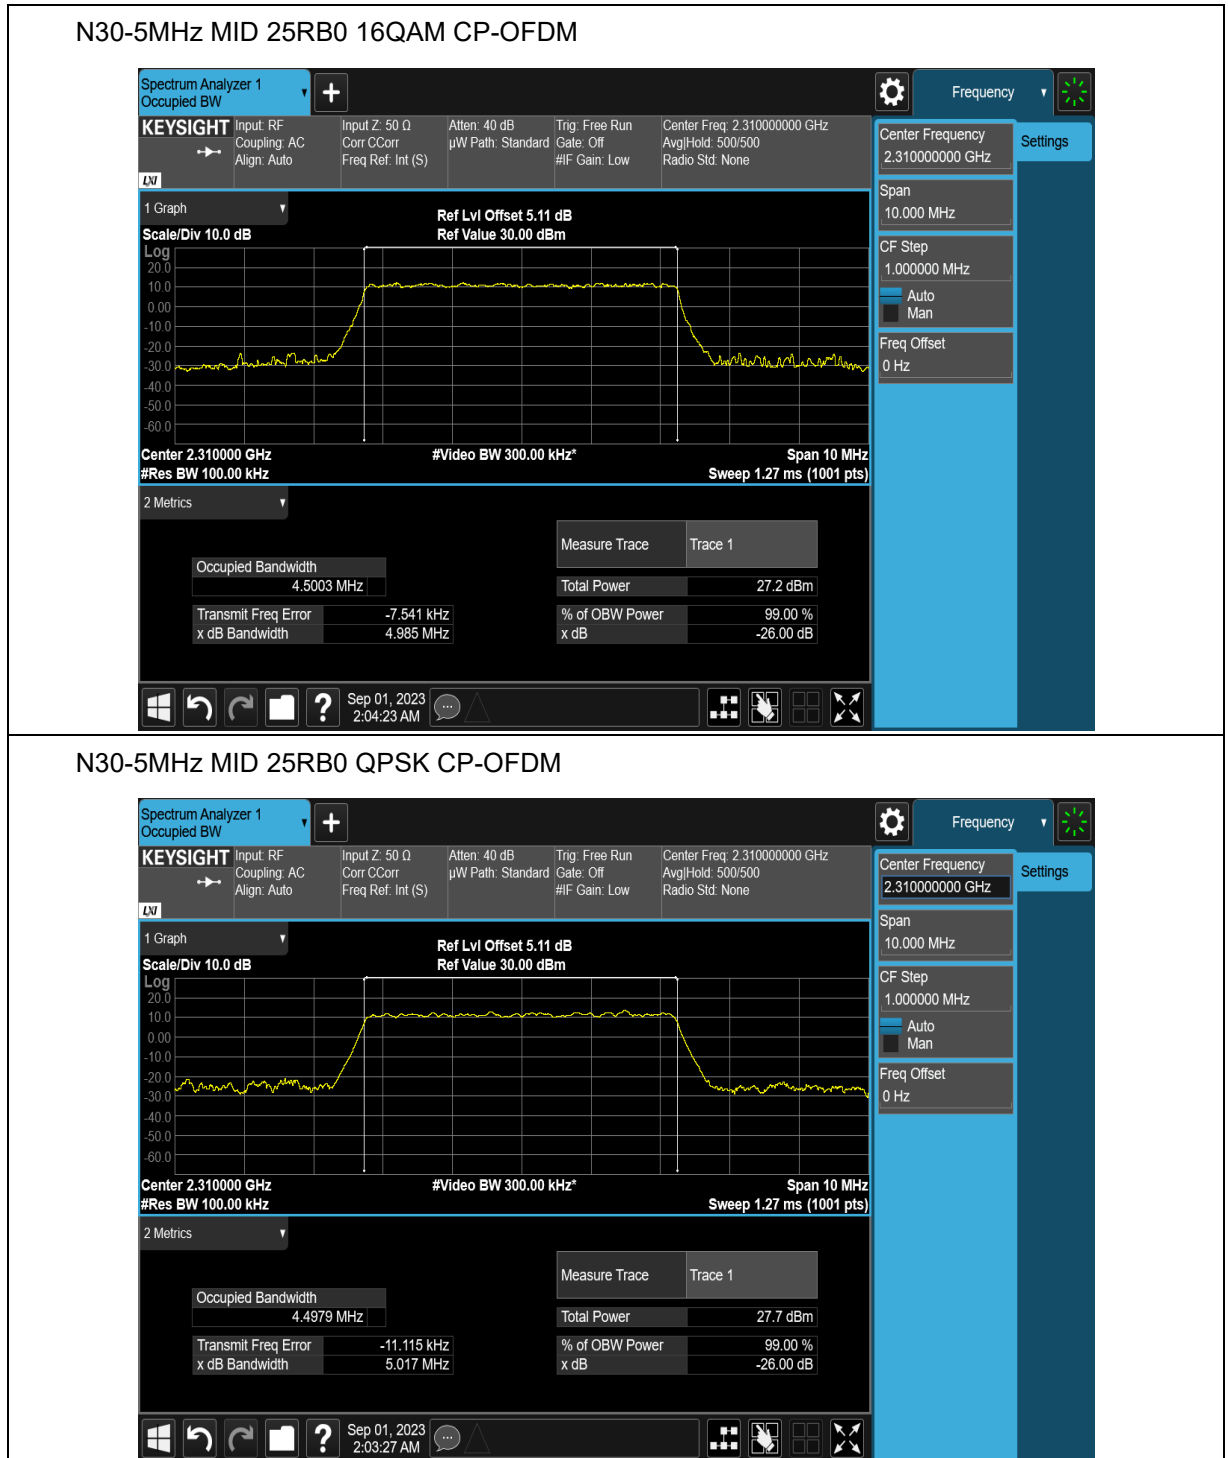 N30-5MHz MID 25RB0 16QAM CP-OFDM
Spectrum Analyzer 1
Occupied BW
Frequency
KEYSIGHT
LXI
Input: RF
Coupling: AC
Align: Auto
Input Z: 50 Ω
Corr CCorr
Freq Ref: Int (S)
Atten: 40 dB
µW Path: Standard
Trig: Free Run
Gate: Off
#IF Gain: Low
Center Freq: 2.310000000 GHz
Avg|Hold: 500/500
Radio Std: None
Center Frequency
2.310000000 GHz
Settings
Span
10.000 MHz
CF Step
1.000000 MHz
Auto
Man
Freq Offset
0 Hz
1 Graph
Scale/Div 10.0 dB
Ref Lvl Offset 5.11 dB
Ref Value 30.00 dBm
Log
20.0
10.0
0.00
-10.0
-20.0
-30.0
-40.0
-50.0
-60.0
Center 2.310000 GHz
#Video BW 300.00 kHz*
Span 10 MHz
#Res BW 100.00 kHz
Sweep 1.27 ms (1001 pts)
2 Metrics
Measure Trace Trace 1
Occupied Bandwidth
4.5003 MHz
Total Power 27.2 dBm
Transmit Freq Error -7.541 kHz
% of OBW Power 99.00 %
x dB Bandwidth 4.985 MHz
x dB -26.00 dB
Sep 01, 2023
2:04:23 AM
N30-5MHz MID 25RB0 QPSK CP-OFDM
Spectrum Analyzer 1
Occupied BW
Frequency
KEYSIGHT
LXI
Input: RF
Coupling: AC
Align: Auto
Input Z: 50 Ω
Corr CCorr
Freq Ref: Int (S)
Atten: 40 dB
µW Path: Standard
Trig: Free Run
Gate: Off
#IF Gain: Low
Center Freq: 2.310000000 GHz
Avg|Hold: 500/500
Radio Std: None
Center Frequency
2.310000000 GHz
Settings
Span
10.000 MHz
CF Step
1.000000 MHz
Auto
Man
Freq Offset
0 Hz
1 Graph
Scale/Div 10.0 dB
Ref Lvl Offset 5.11 dB
Ref Value 30.00 dBm
Log
20.0
10.0
0.00
-10.0
-20.0
-30.0
-40.0
-50.0
-60.0
Center 2.310000 GHz
#Video BW 300.00 kHz*
Span 10 MHz
#Res BW 100.00 kHz
Sweep 1.27 ms (1001 pts)
2 Metrics
Measure Trace Trace 1
Occupied Bandwidth
4.4979 MHz
Total Power 27.7 dBm
Transmit Freq Error -11.115 kHz
% of OBW Power 99.00 %
x dB Bandwidth 5.017 MHz
x dB -26.00 dB
Sep 01, 2023
2:03:27 AM